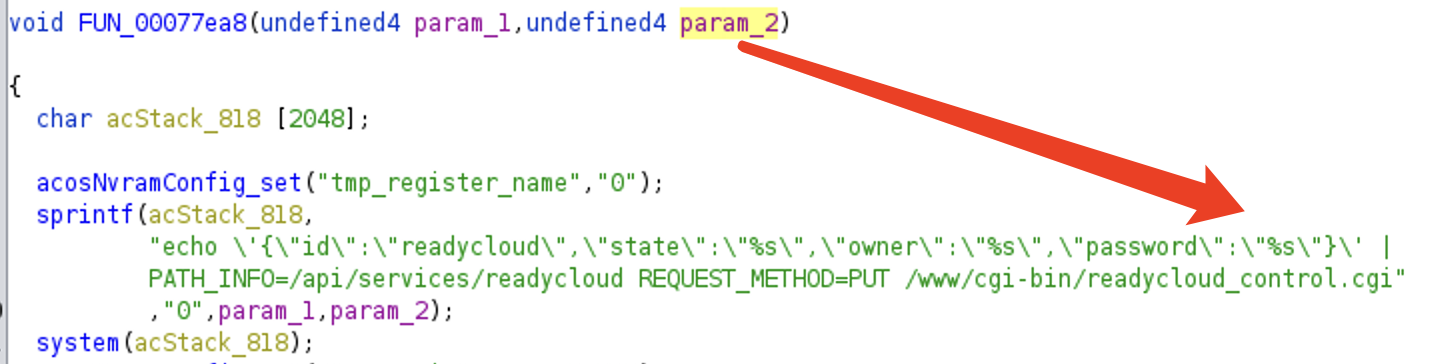 void FUN_00077ea8(undefined4 param_1,undefined4 param_2)
{
char acStack_818 [2048];
acosNvramConfig_set("tmp_register_name","0");
sprintf(acStack_818,
"echo \'{\"id\":\"readycloud\",\"state\":\"%s\",\"owner\":\"%s\",\"password\":\"%s\"}\' |
PATH_INFO=/api/services/readycloud REQUEST_METHOD=PUT /www/cgi-bin/readycloud_control.cgi"
,"0",param_1,param_2);
system(acStack_818);